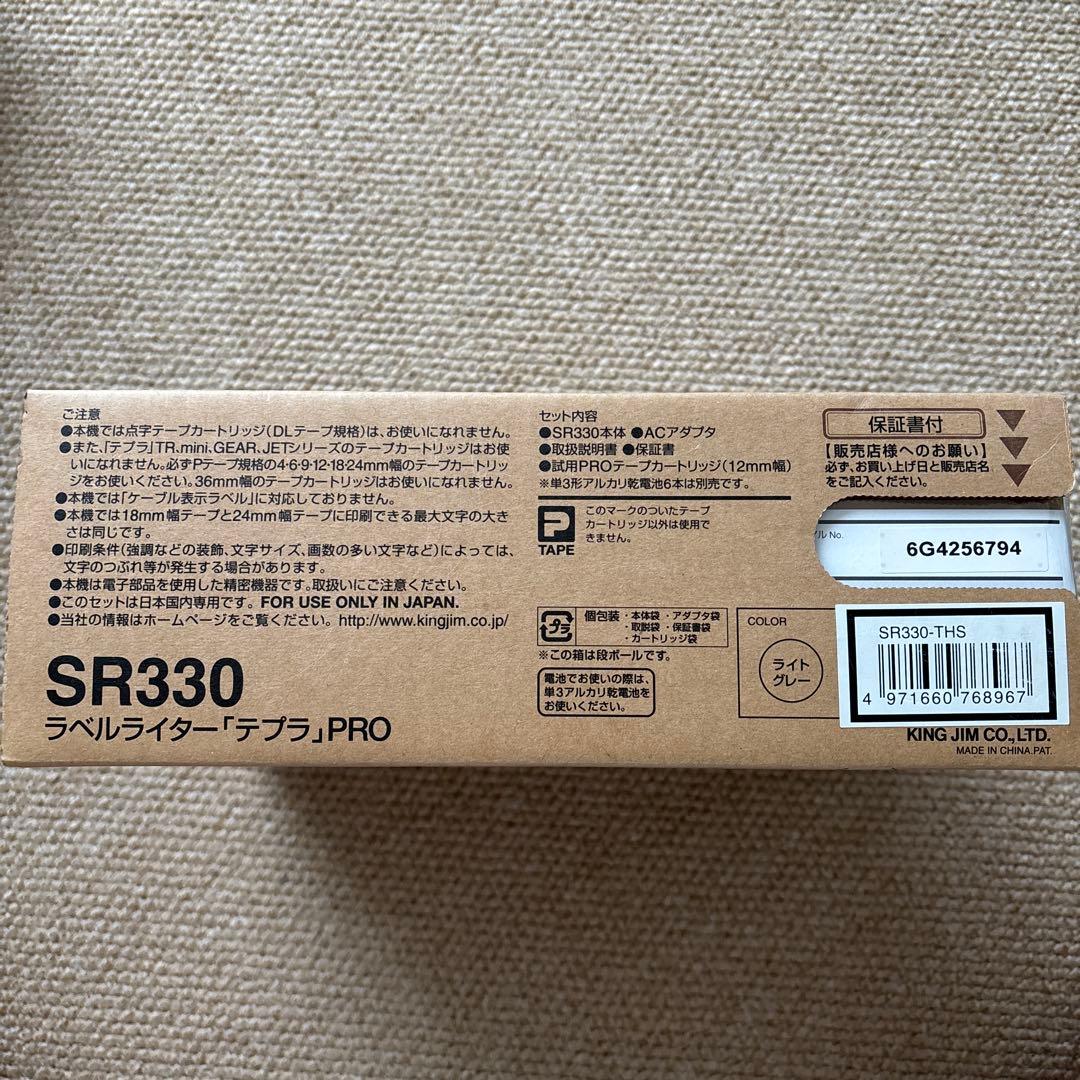 ご注意
●本機では点字テープカートリッジ(DLテープ規格)は、お使いになれません。
●また、「テプラ」TR、mini、GEAR、JETシリーズのテープカートリッジはお使
いになれません。必ずPテープ規格の4・6・9・12・18・24mm幅のテープカートリッ
ジをお使いください。36mm幅のテープカートリッジはお使いになれません。
●本機では「ケーブル表示ラベル」に対応しておりません。
●本機では18mm幅テープと24mm幅テープに印刷できる最大文字の大き
さは同じです。
●印刷条件(強調などの装飾、文字サイズ、画数の多い文字など)によっては、
文字のつぶれ等が発生する場合があります。
●本機は電子部品を使用した精密機器です。取扱いにご注意ください。
●このセットは日本国内専用です。 FOR USE ONLY IN JAPAN.
●当社の情報はホームページをご覧ください。http://www.kingjim.co.jp/
SR330
ラベルライター「テプラ」PRO
セット内容
●SR330本体 ●ACアダプタ
●取扱説明書 ●保証書
●試用PROテープカートリッジ(12mm幅)
※単3形アルカリ乾電池6本は別売です。
P
TAPE
このマークのついたテープ
カートリッジ以外は使用で
きません。
プラ
個包装:・本体袋・アダプタ袋
・取説袋・保証書袋
・カートリッジ袋
※この箱は段ボールです。
電池でお使いの際は、
単3アルカリ乾電池を
お使いください。
COLOR
ライト
グレー
保証書付
【販売店様へのお願い】
必ず、お買い上げ日と販売店名
をご記入ください。
ル No.
6G4256794
SR330-THS
4 971660 768967
KING JIM CO.,LTD.
MADE IN CHINA.PAT.